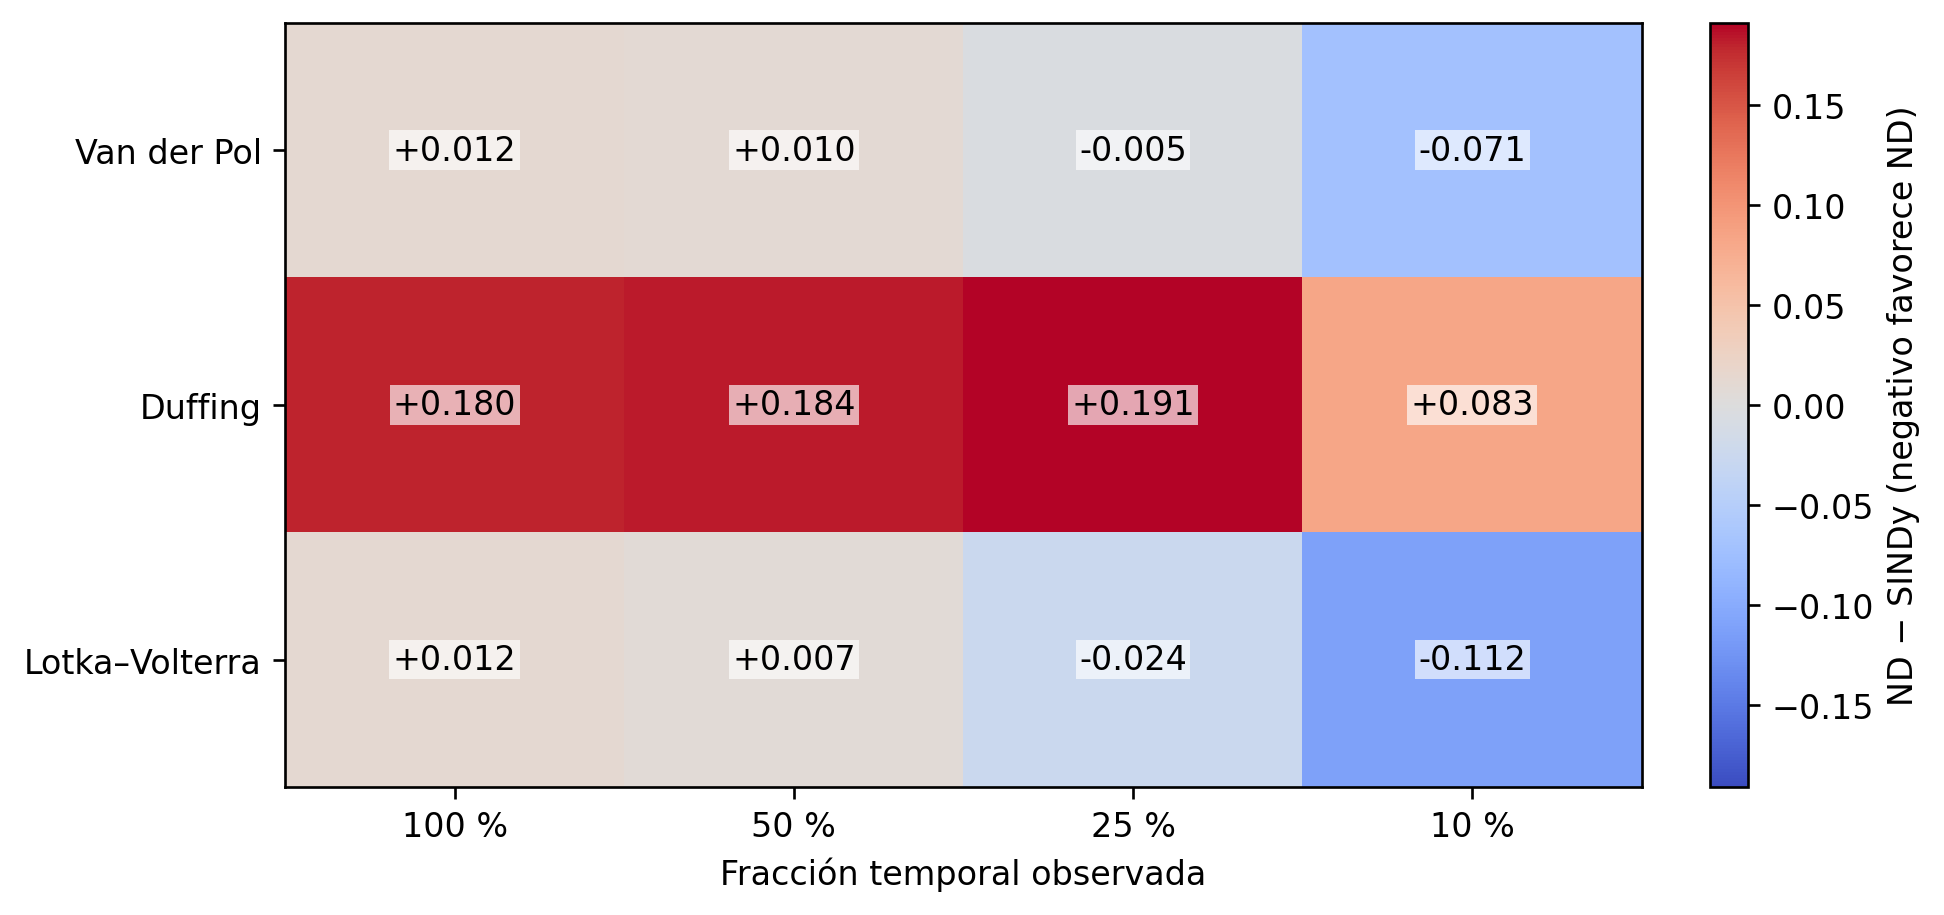 Van der Pol +0.012 +0.010 -0.005 -0.071
Duffing +0.180 +0.184 +0.191 +0.083
Lotka–Volterra +0.012 +0.007 -0.024 -0.112
100 % 50 % 25 % 10 %
Fracción temporal observada
0.15
0.10
0.05
0.00
−0.05
−0.10
−0.15
ND − SINDy (negativo favorece ND)